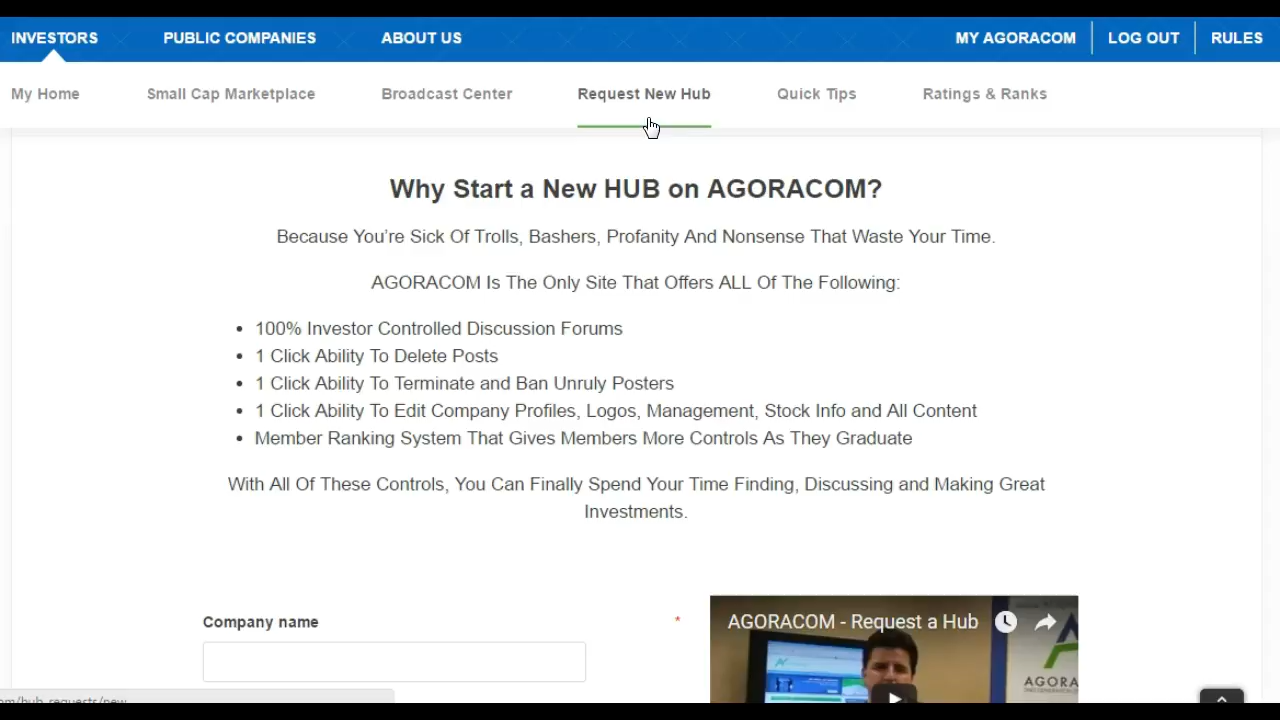 INVESTORS PUBLIC COMPANIES ABOUT US MY AGORACOM LOG OUT RULES
My Home Small Cap Marketplace Broadcast Center Request New Hub Quick Tips Ratings & Ranks
Why Start a New HUB on AGORACOM?
Because You're Sick Of Trolls, Bashers, Profanity And Nonsense That Waste Your Time.
AGORACOM Is The Only Site That Offers ALL Of The Following:
• 100% Investor Controlled Discussion Forums
• 1 Click Ability To Delete Posts
• 1 Click Ability To Terminate and Ban Unruly Posters
• 1 Click Ability To Edit Company Profiles, Logos, Management, Stock Info and All Content
• Member Ranking System That Gives Members More Controls As They Graduate
With All Of These Controls, You Can Finally Spend Your Time Finding, Discussing and Making Great
Investments.
Company name *
AGORACOM - Request a Hub
AGORA